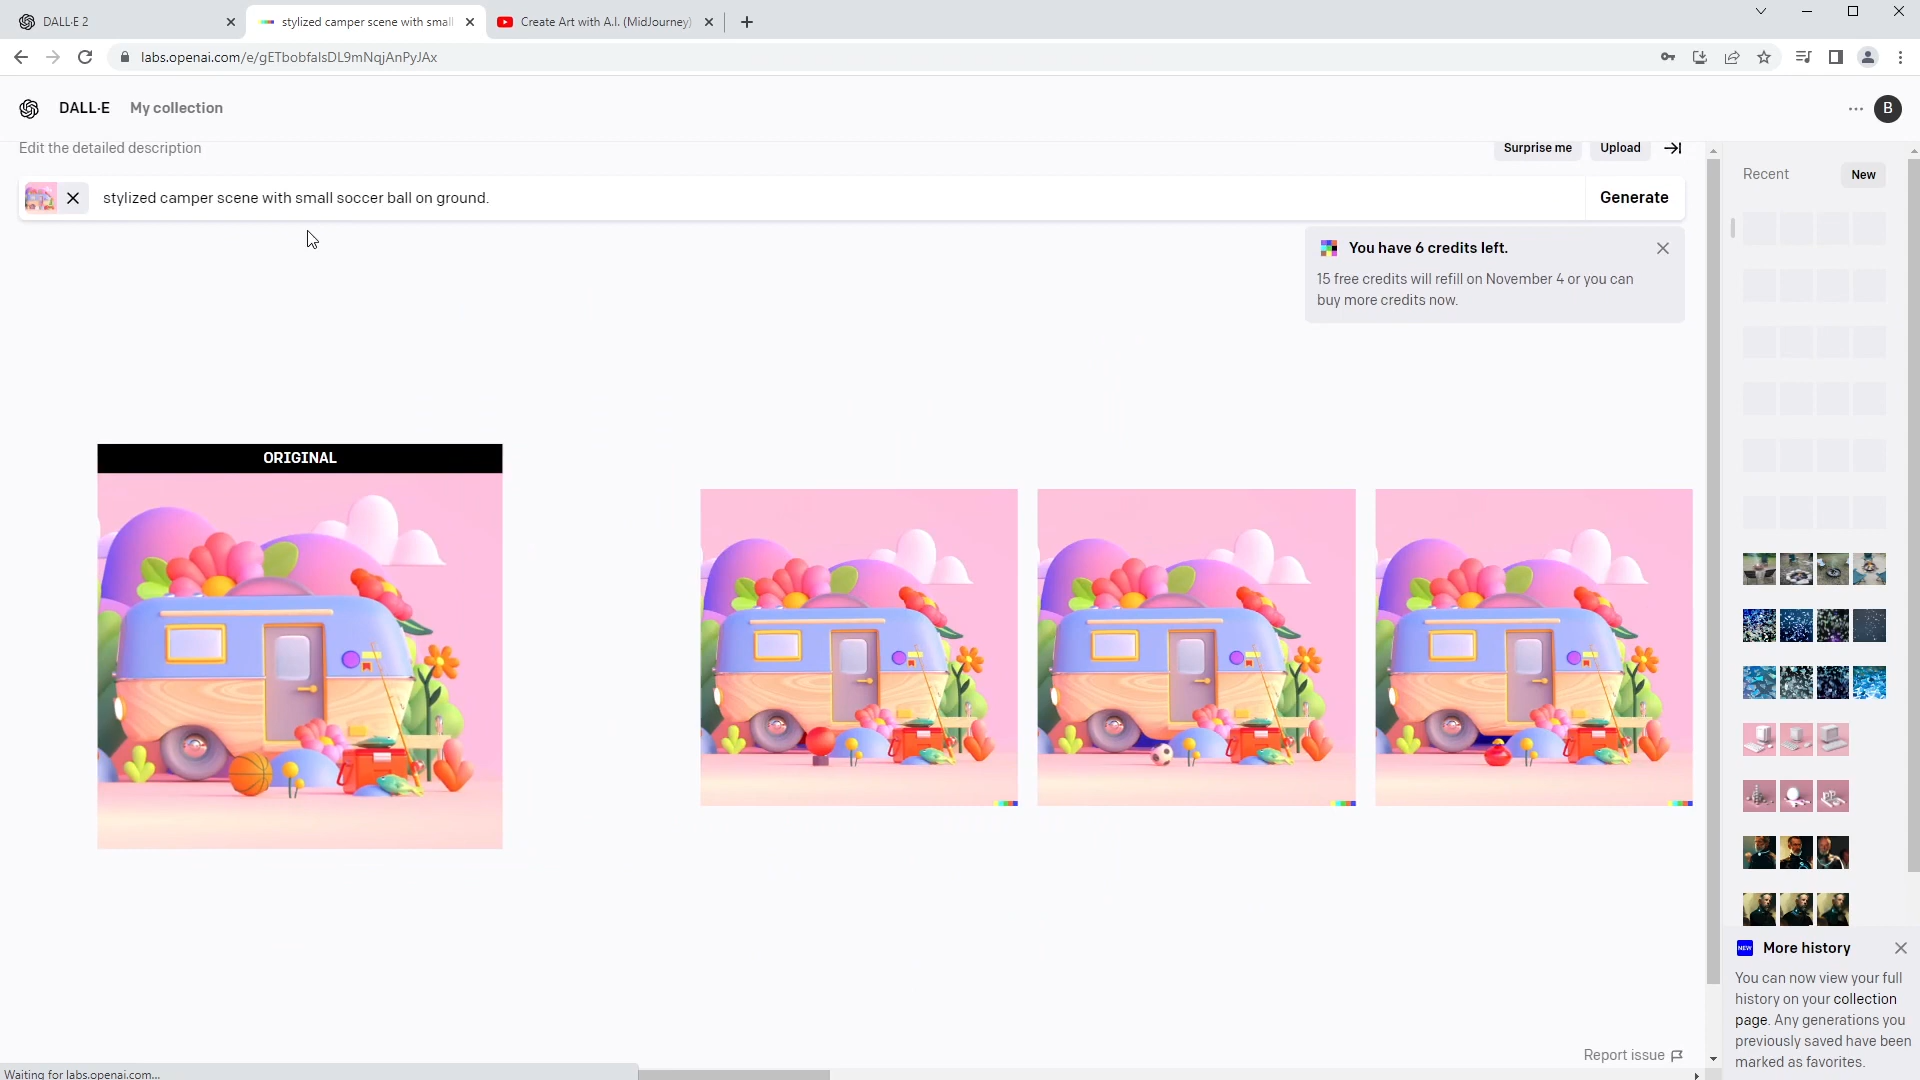 DALL·E 2
stylized camper scene with small
Create Art with A.I. (MidJourney)
labs.openai.com/e/gETbobfalsDL9mNqjAnPyJAx
DALL·E
My collection
B
Edit the detailed description
Surprise me
Upload
stylized camper scene with small soccer ball on ground.
Generate
You have 6 credits left.
15 free credits will refill on November 4 or you can
buy more credits now.
ORIGINAL
Recent
New
NEW
More history
You can now view your full
history on your collection
page. Any generations you
previously saved have been
marked as favorites.
Report issue
Waiting for labs.openai.com...